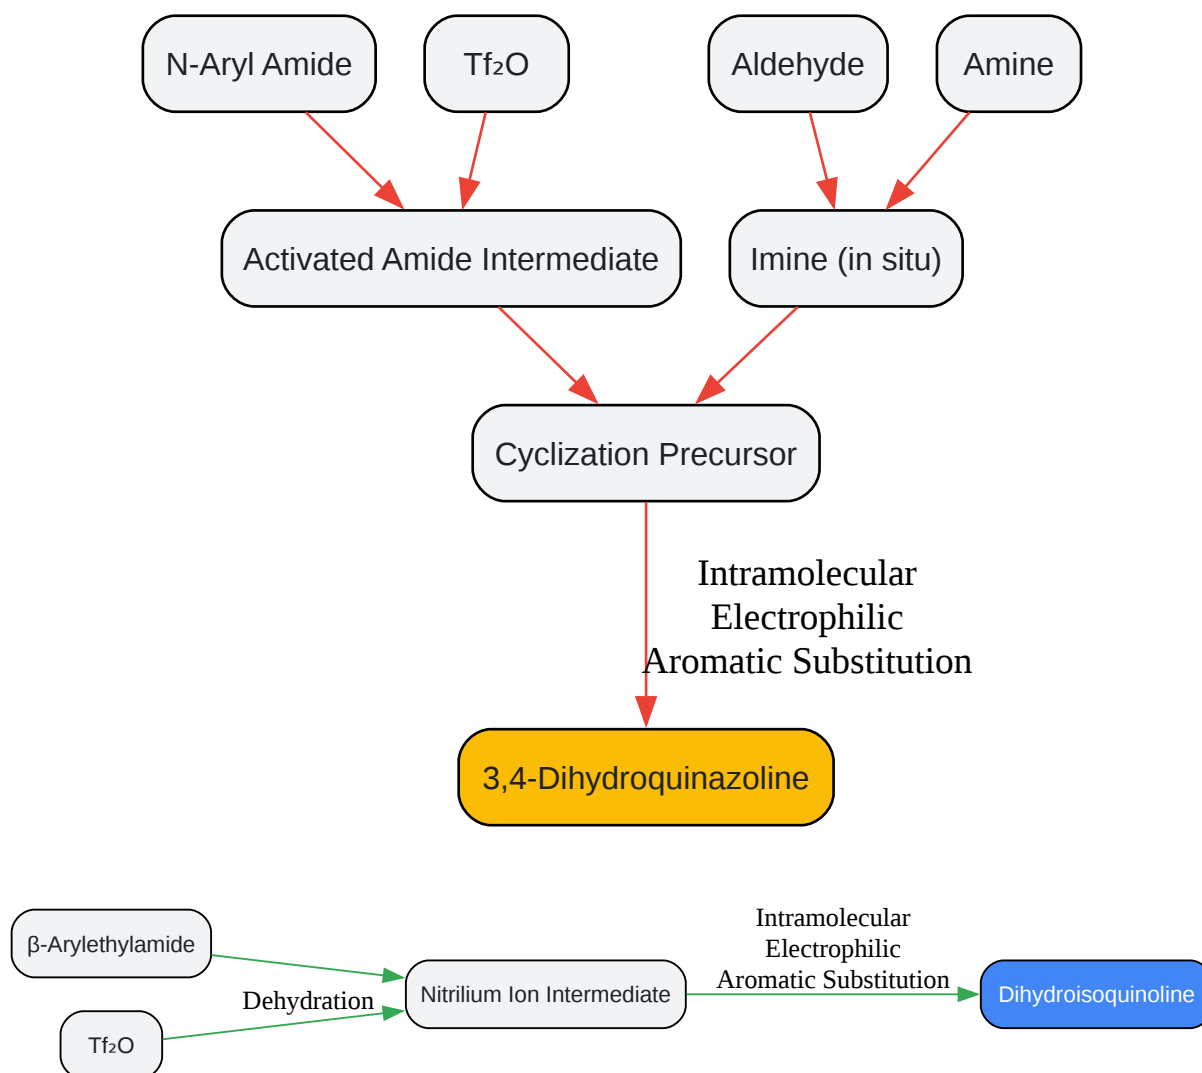 N-Aryl Amide
Tf₂O
Aldehyde
Amine
Activated Amide Intermediate
Imine (in situ)
Cyclization Precursor
Intramolecular
Electrophilic
Aromatic Substitution
3,4-Dihydroquinazoline
β-Arylethylamide
Tf₂O
Dehydration
Nitrilium Ion Intermediate
Intramolecular
Electrophilic
Aromatic Substitution
Dihydroisoquinoline